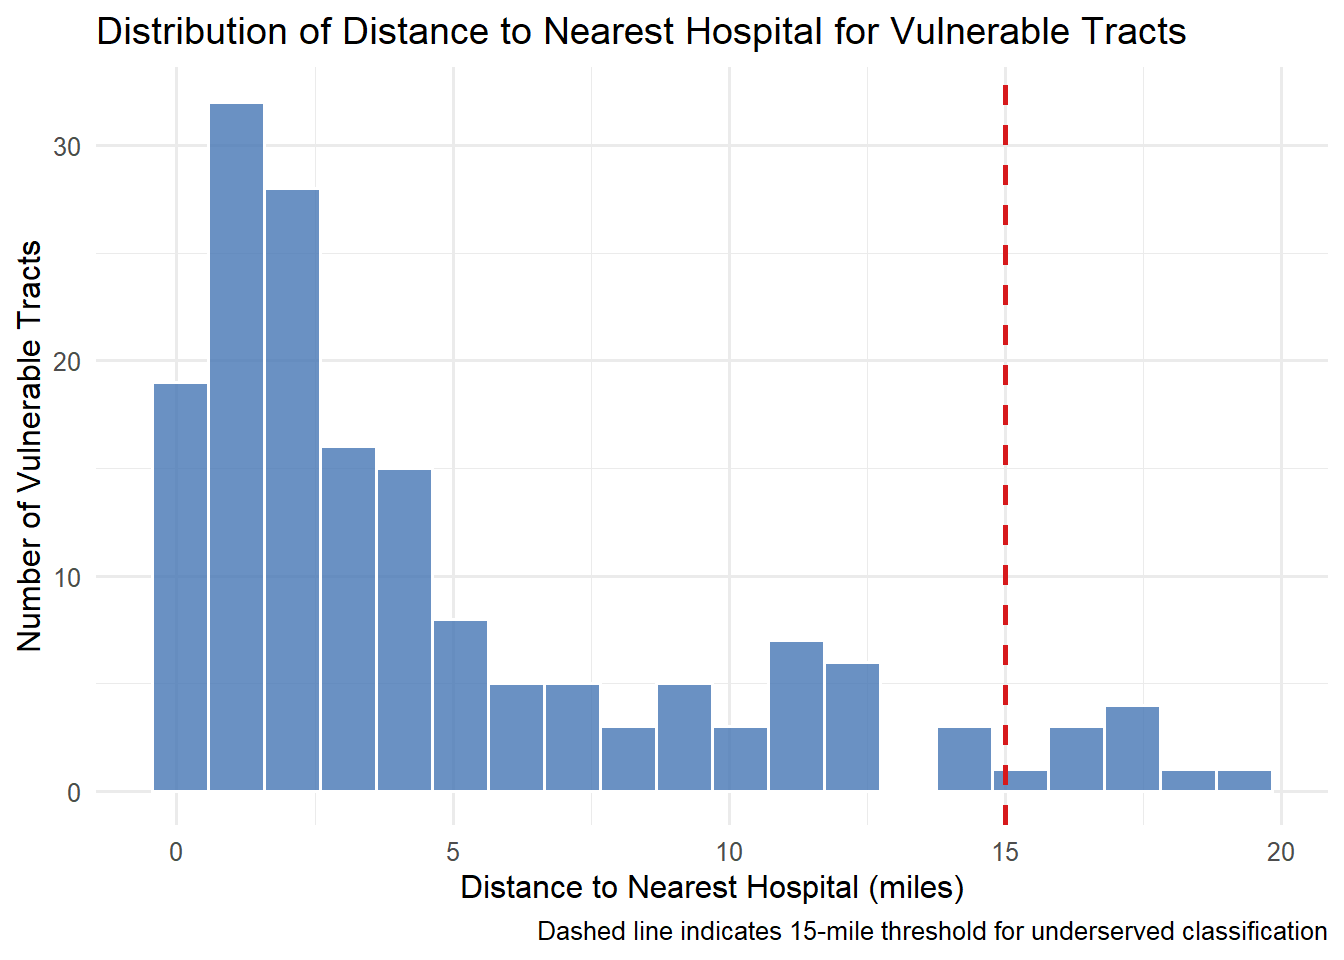 Distribution of Distance to Nearest Hospital for Vulnerable Tracts
Number of Vulnerable Tracts
30
20
10
0
0 5 10 15 20
Distance to Nearest Hospital (miles)
Dashed line indicates 15-mile threshold for underserved classification